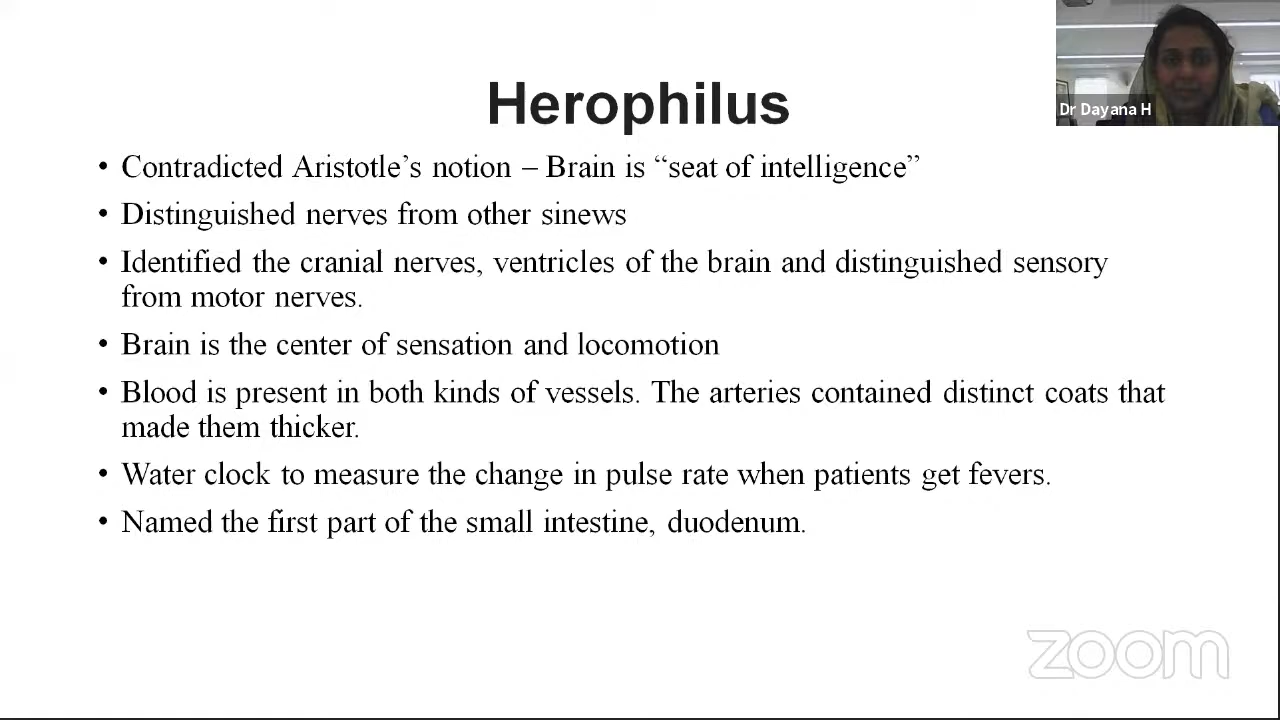 Dr Dayana H
Herophilus
• Contradicted Aristotle’s notion – Brain is “seat of intelligence”
• Distinguished nerves from other sinews
• Identified the cranial nerves, ventricles of the brain and distinguished sensory
from motor nerves.
• Brain is the center of sensation and locomotion
• Blood is present in both kinds of vessels. The arteries contained distinct coats that
made them thicker.
• Water clock to measure the change in pulse rate when patients get fevers.
• Named the first part of the small intestine, duodenum.
zoom